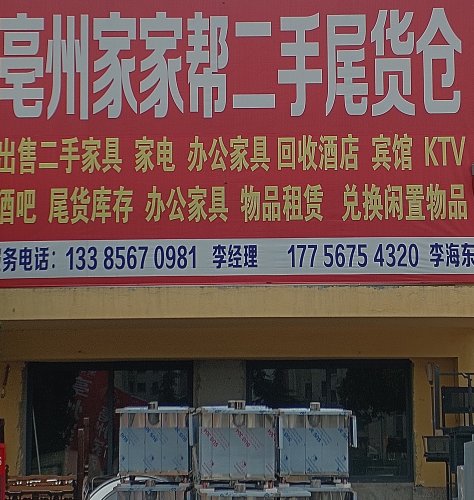 亳州家家帮二手尾货仓
出售二手家具 家电 办公家具 回收酒店 宾馆 KTV
酒吧 尾货库存 办公家具 物品租赁 兑换闲置物品
务电话：133 8567 0981 李经理 177 5675 4320 李海东